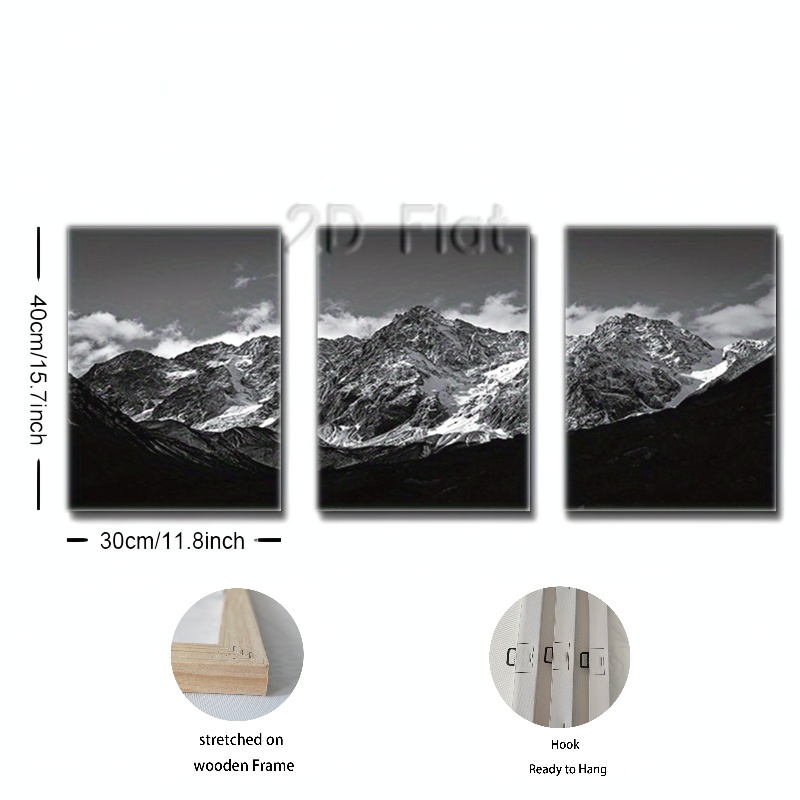 2D Flat
40cm/15.7inch
30cm/11.8inch
stretched on
wooden Frame
Hook
Ready to Hang